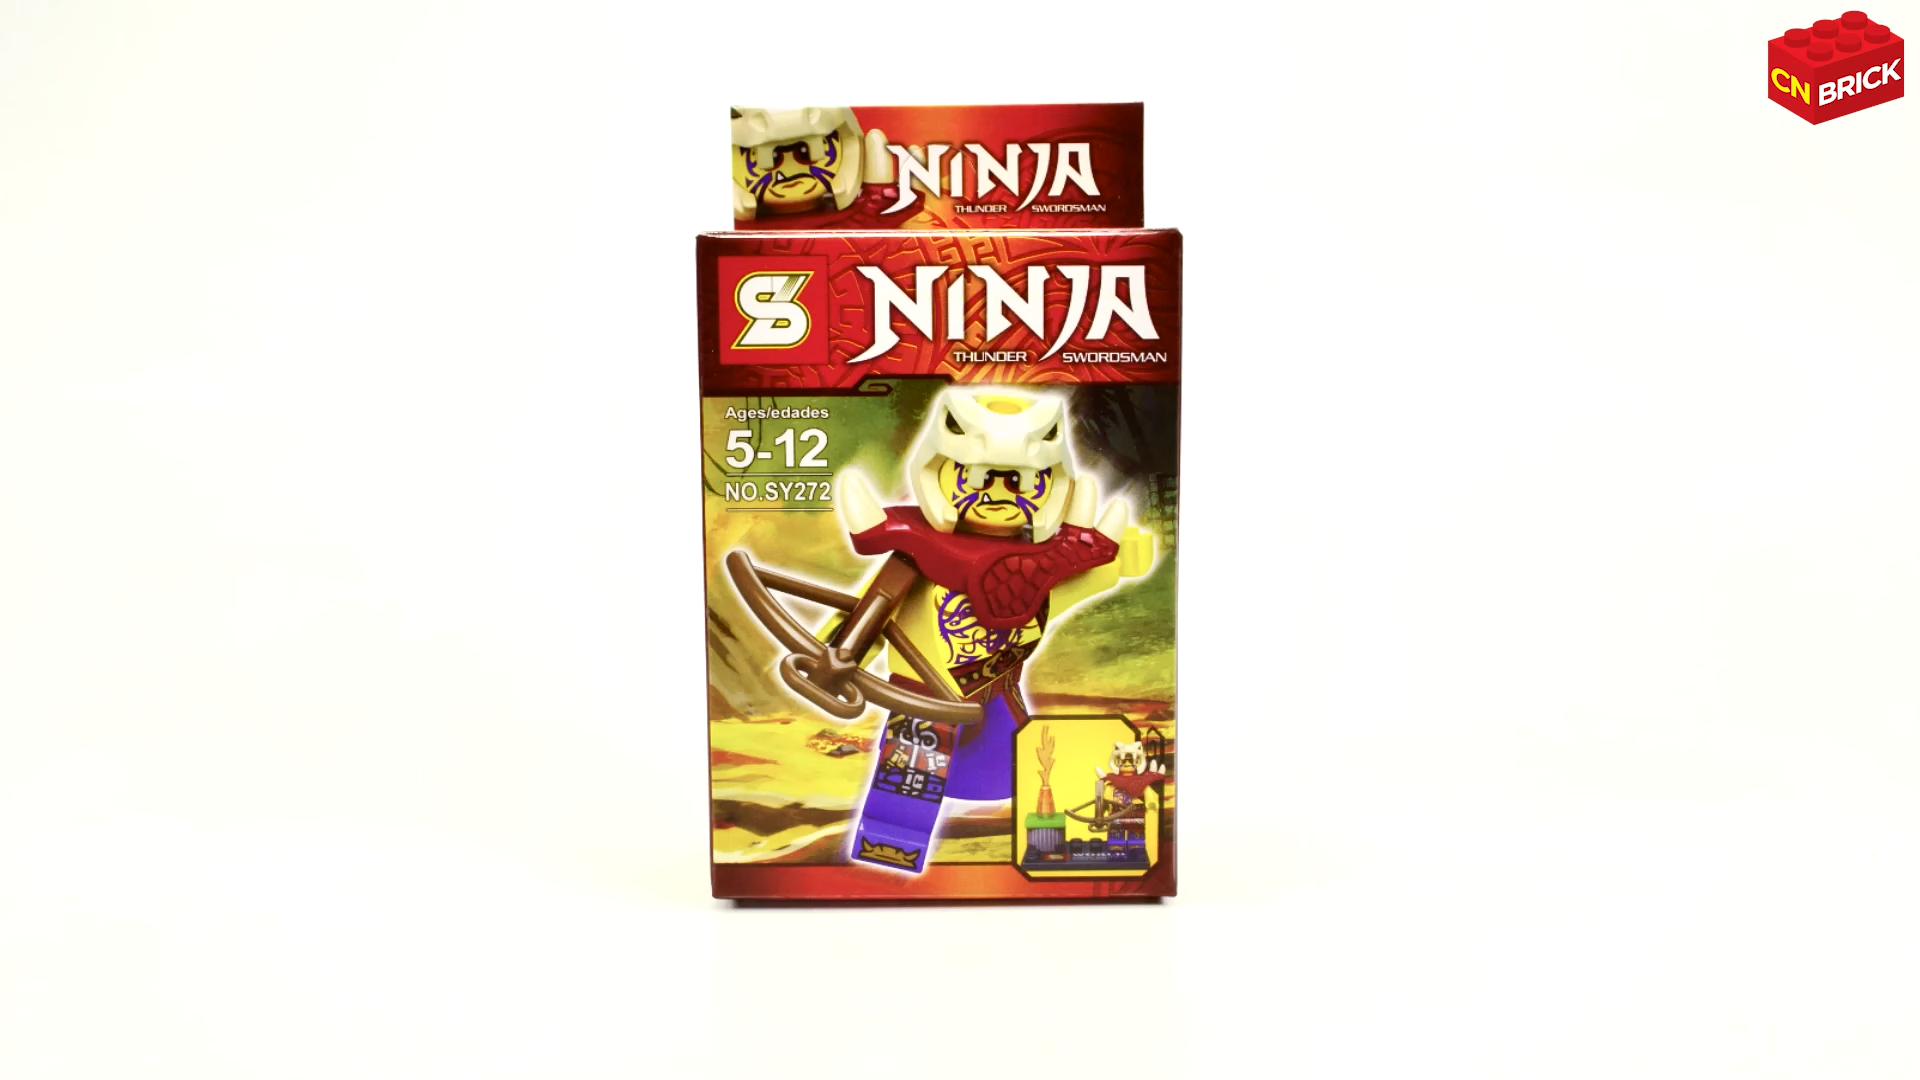 CN BRICK
NINJA
THUNDER SWORDSMAN
S NINJA
THUNDER SWORDSMAN
Ages/edades
5-12
NO.SY272